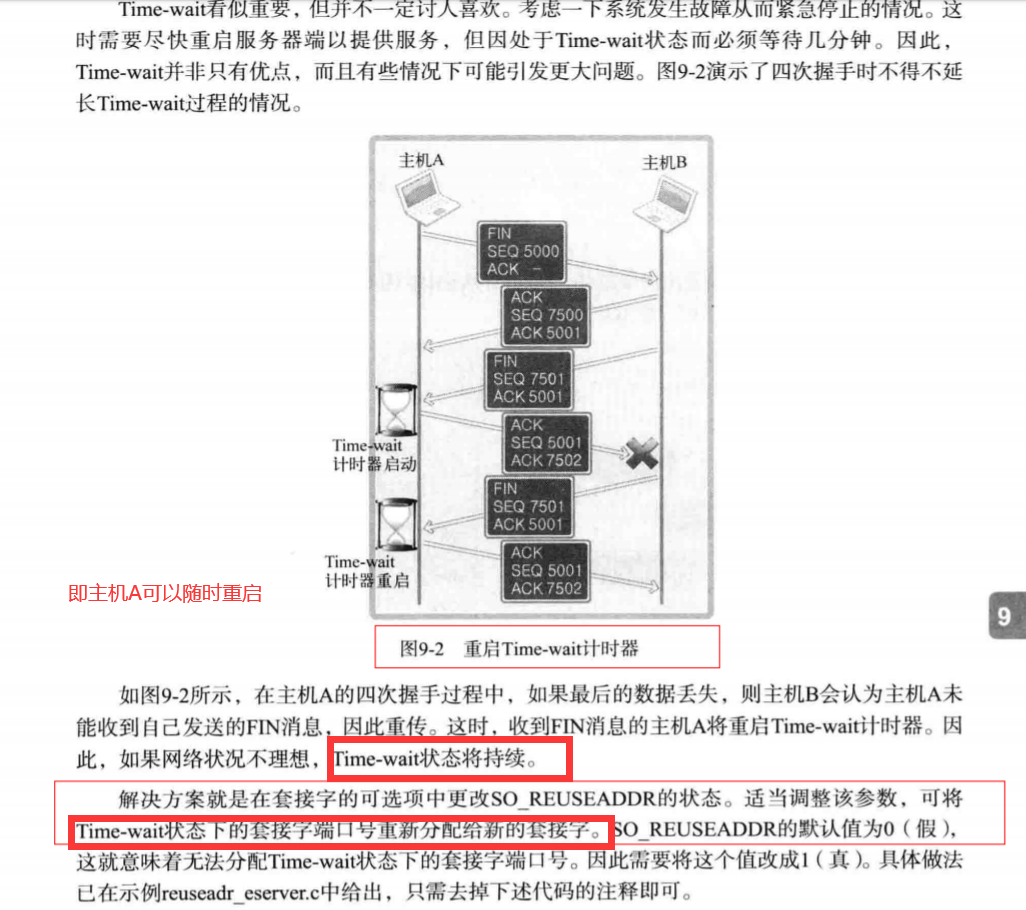 Time-wait看似重要，但并不一定讨人喜欢。考虑一下系统发生故障从而紧急停止的情况。这
时需要尽快重启服务器端以提供服务，但因处于Time-wait状态而必须等待几分钟。因此，
Time-wait并非只有优点，而且有些情况下可能引发更大问题。图9-2演示了四次握手时不得不延
长Time-wait过程的情况。
主机A
主机B
FIN
SEQ 5000
ACK –
ACK
SEQ 7500
ACK 5001
FIN
SEQ 7501
ACK 5001
Time-wait
计时器启动
ACK
SEQ 5001
ACK 7502
FIN
SEQ 7501
ACK 5001
Time-wait
计时器重启
ACK
SEQ 5001
ACK 7502
即主机A可以随时重启
9
图9-2 重启Time-wait计时器
如图9-2所示，在主机A的四次握手过程中，如果最后的数据丢失，则主机B会认为主机A未
能收到自己发送的FIN消息，因此重传。这时，收到FIN消息的主机A将重启Time-wait计时器。因
此，如果网络状况不理想，Time-wait状态将持续。
解决方案就是在套接字的可选项中更改SO_REUSEADDR的状态。适当调整该参数，可将
Time-wait状态下的套接字端口号重新分配给新的套接字。SO_REUSEADDR的默认值为0（假），
这就意味着无法分配Time-wait状态下的套接字端口号。因此需要将这个值改成1（真）。具体做法
已在示例reuseadr_eserver.c中给出，只需去掉下述代码的注释即可。